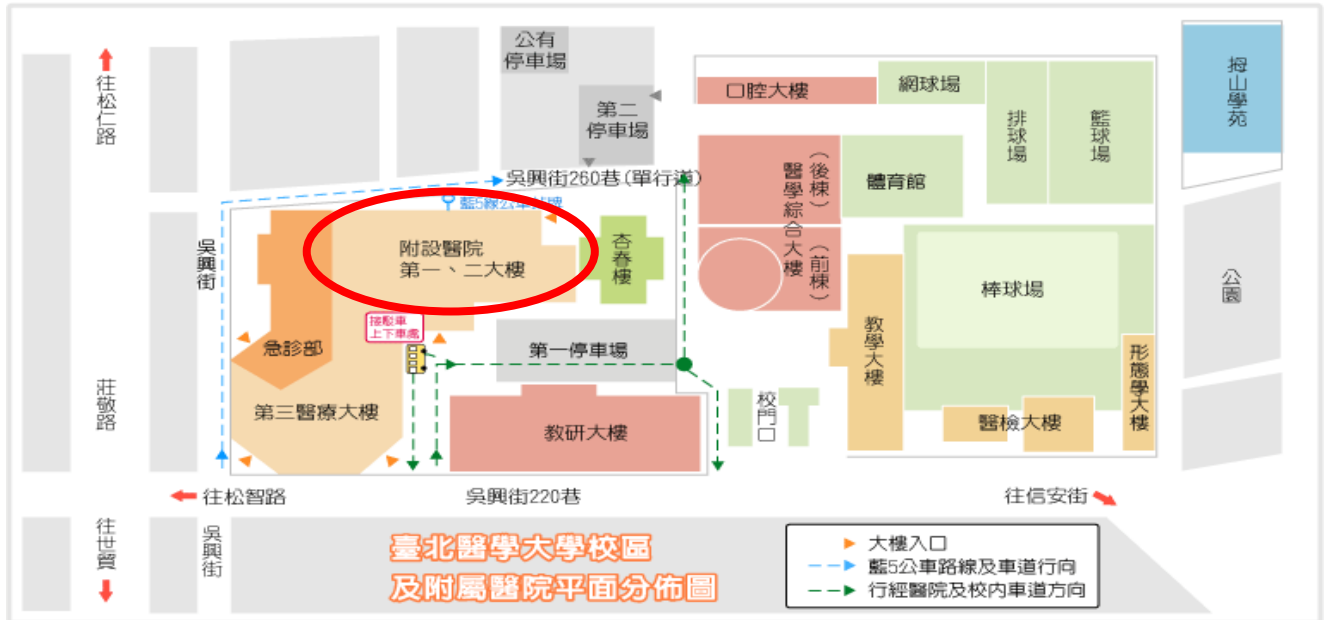 公有
停車場
第二
停車場
口腔大樓
網球場
排球場
籃球場
拇山學苑
往松仁路
吳興街260巷(單行道)
藍5線公車站牌
醫學綜合大樓
(後棟)
(前棟)
體育館
吳興街
附設醫院
第一、二大樓
杏春樓
棒球場
公園
接駁車
上下車處
急診部
第一停車場
教學大樓
形態學大樓
莊敬路
第三醫療大樓
教研大樓
校門口
醫檢大樓
往松智路
吳興街220巷
往信安街
往世貿
吳興街
臺北醫學大學校區
及附屬醫院平面分佈圖
大樓入口
藍5公車路線及車道行向
行經醫院及校內車道方向